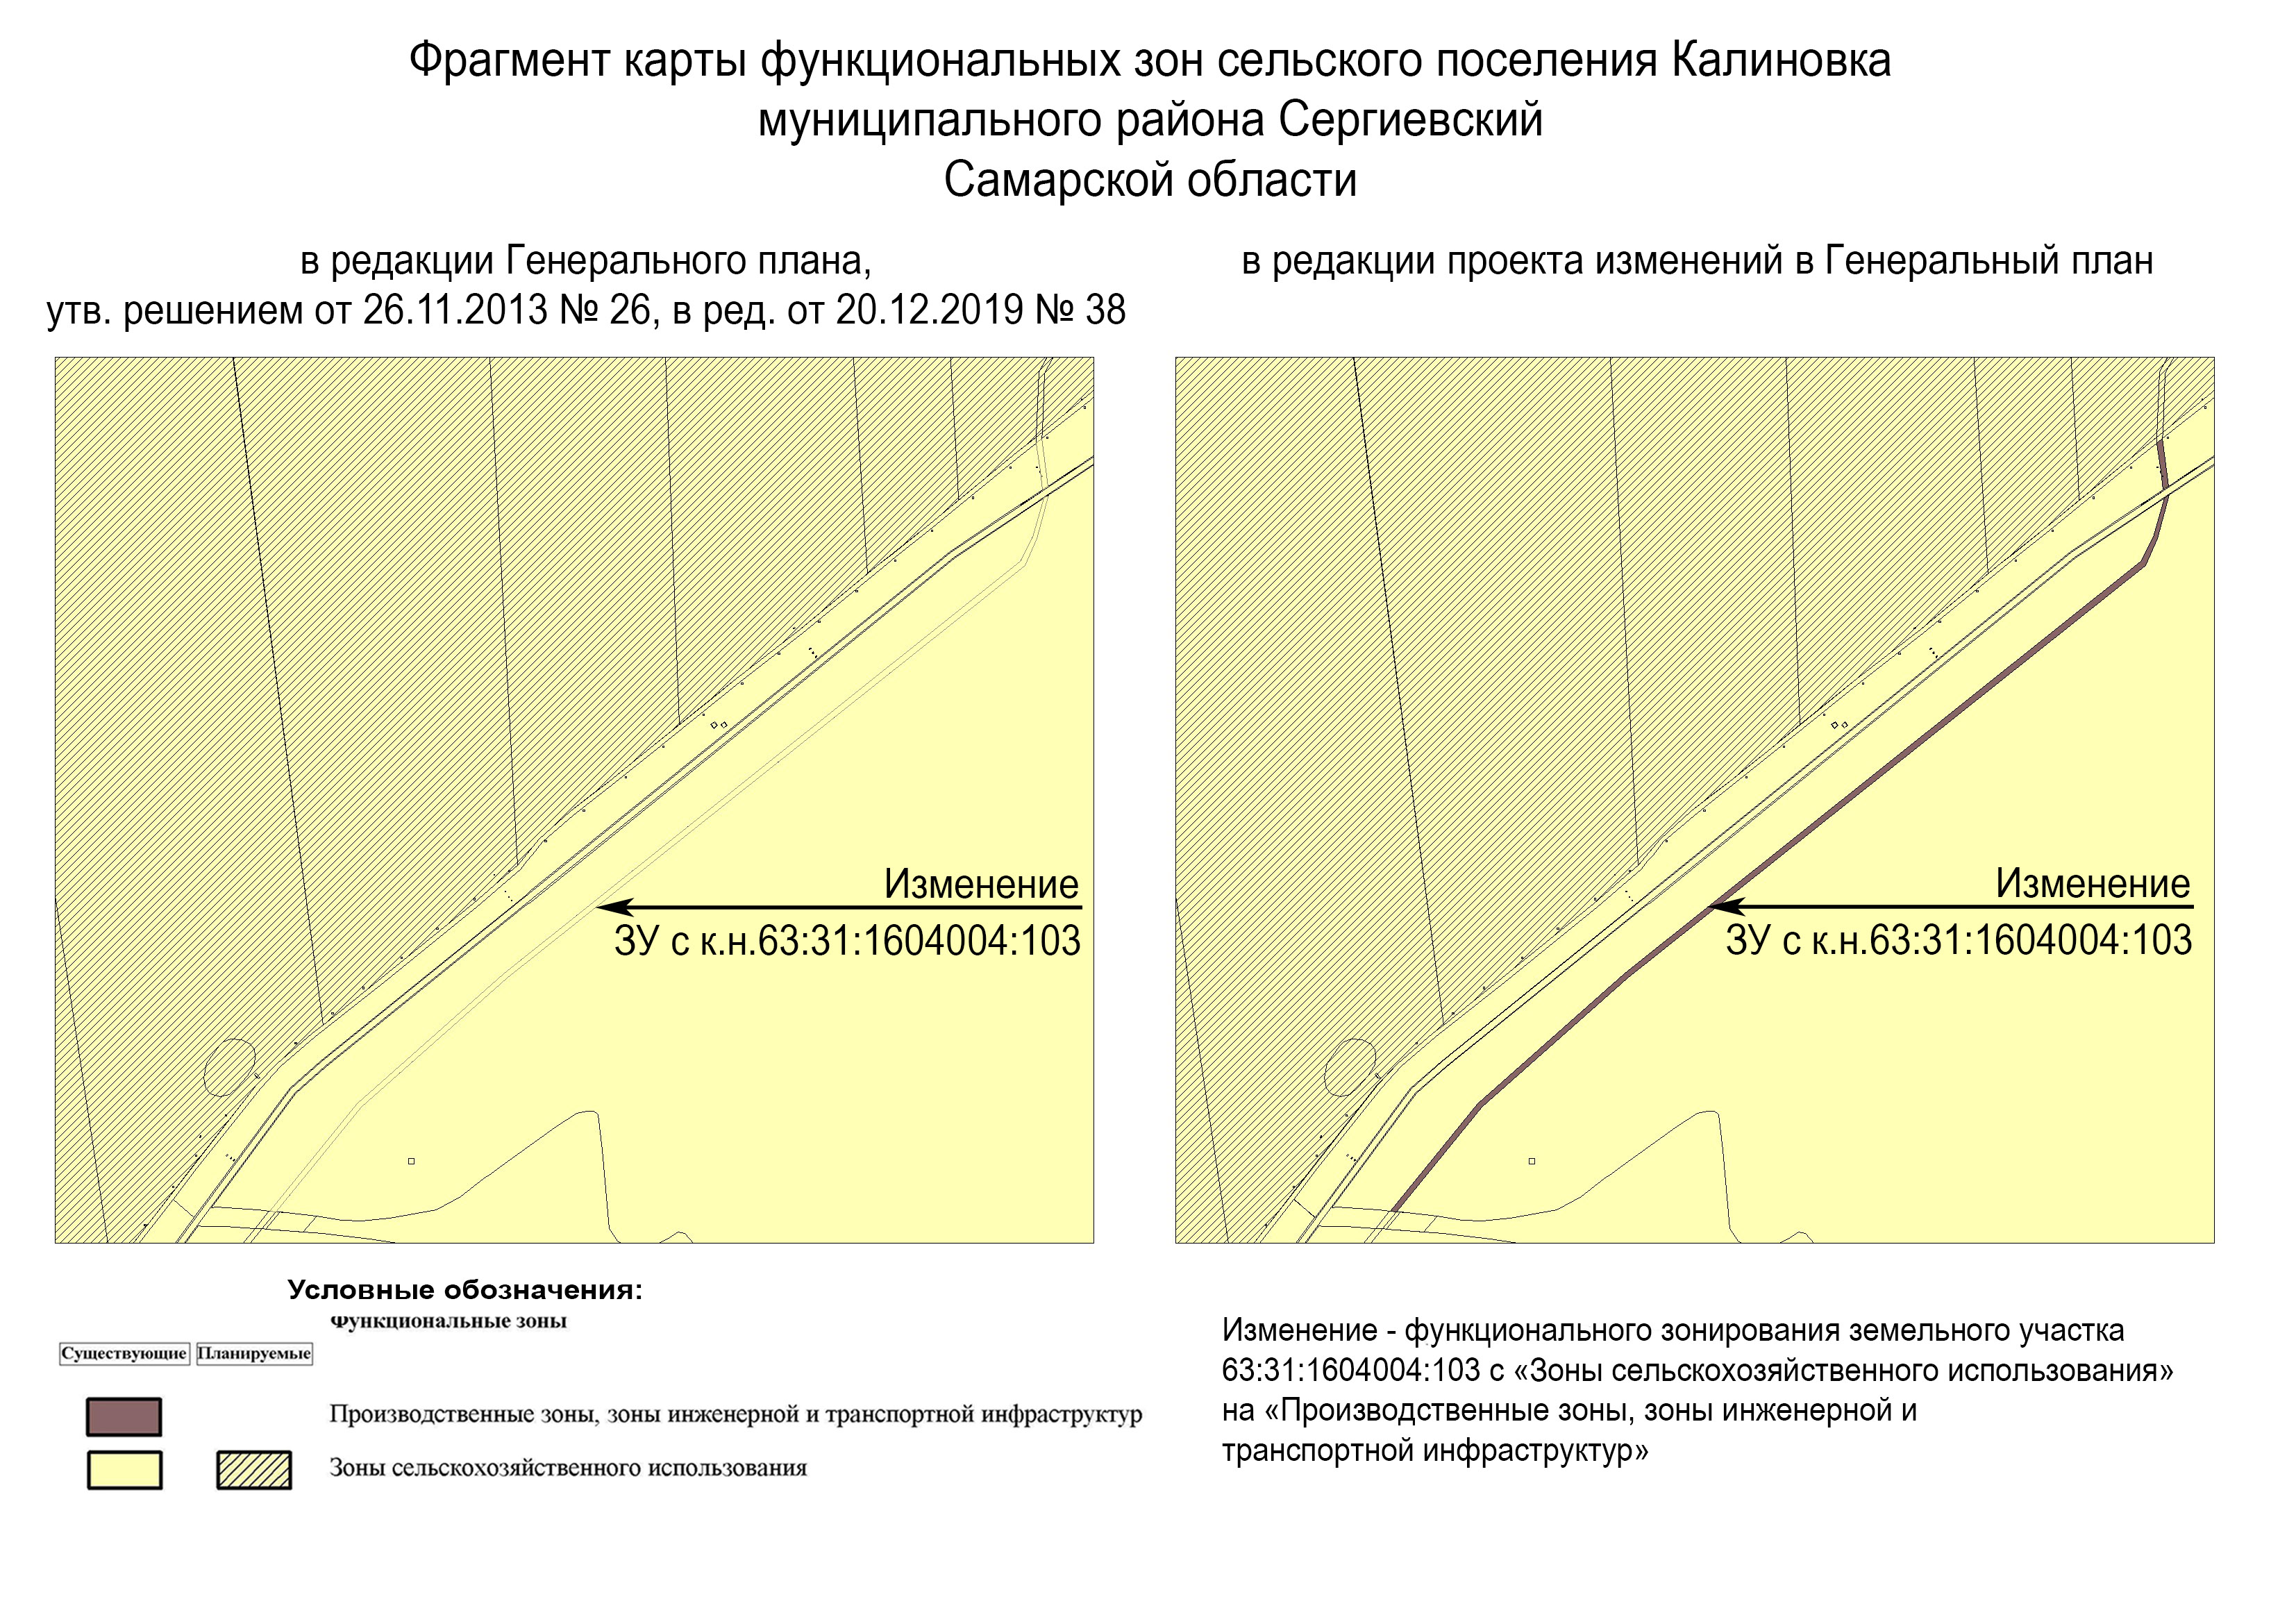 Фрагмент карты функциональных зон сельского поселения Калиновка
муниципального района Сергиевский
Самарской области
в редакции Генерального плана,
утв. решением от 26.11.2013 № 26, в ред. от 20.12.2019 № 38
в редакции проекта изменений в Генеральный план
Изменение
ЗУ с к.н.63:31:1604004:103
Изменение
ЗУ с к.н.63:31:1604004:103
Условные обозначения:
Функциональные зоны
Существующие Планируемые
Производственные зоны, зоны инженерной и транспортной инфраструктур
Зоны сельскохозяйственного использования
Изменение - функционального зонирования земельного участка
63:31:1604004:103 с «Зоны сельскохозяйственного использования»
на «Производственные зоны, зоны инженерной и
транспортной инфраструктур»